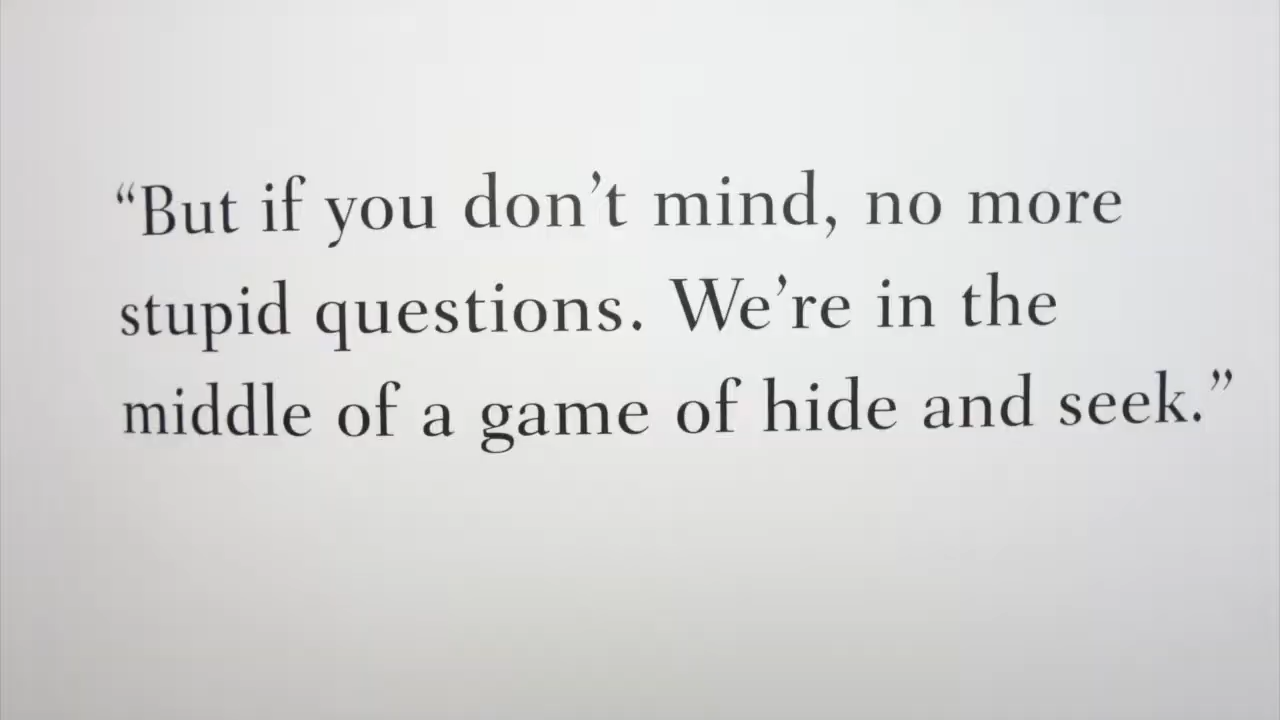 “But if you don’t mind, no more
stupid questions. We’re in the
middle of a game of hide and seek.”